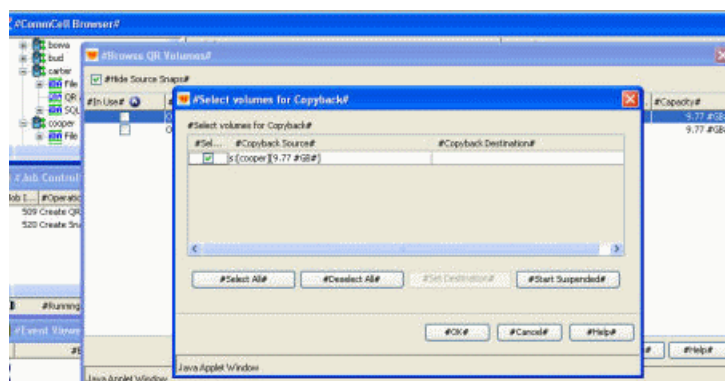 #CommCell Browser#
bowa
bud
carter
File
QR
SQL
cooper
File
#Browse QR Volumes#
#Hide Source Snaps#
#In Use#
#Capacity#
9.77 #GB
9.77 #GB
#Select volumes for Copyback#
#Select volumes for Copyback#
#Sel... #Copyback Source# #Copyback Destination#
s:[cooper][9.77 #GB#]
#Select All# #Deselect All# #Set Destination# #Start Suspended#
#OK# #Cancel# #Help#
Java Applet Window
#Job Control
Job I... #Operatio
509 Create QR
520 Create Sna
#Running
#Event Viewer
#E
#Help#
Java Applet Window